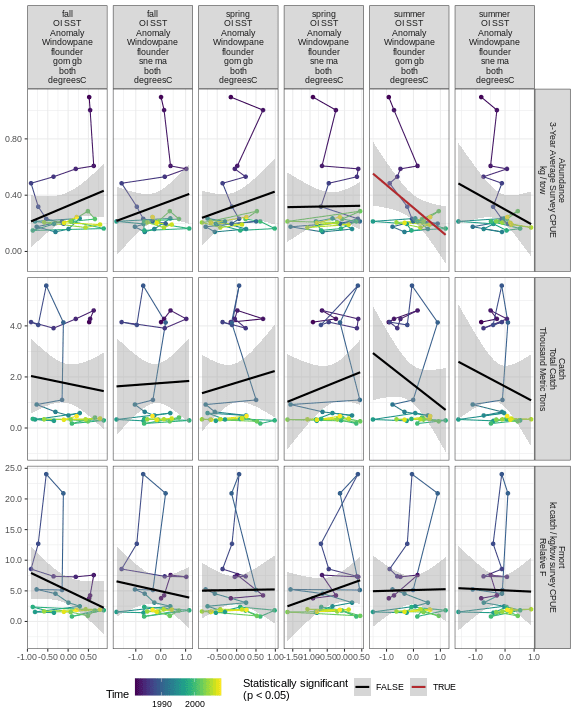 fall
OI SST
Anomaly
Windowpane
flounder
gom gb
both
degreesC
fall
OI SST
Anomaly
Windowpane
flounder
sne ma
both
degreesC
spring
OI SST
Anomaly
Windowpane
flounder
gom gb
both
degreesC
spring
OI SST
Anomaly
Windowpane
flounder
sne ma
both
degreesC
summer
OI SST
Anomaly
Windowpane
flounder
gom gb
both
degreesC
summer
OI SST
Anomaly
Windowpane
flounder
sne ma
both
degreesC
0.80
0.40
0.00
Abundance
3-Year Average Survey CPUE
kg / tow
4.0
2.0
0.0
Catch
Total Catch
Thousand Metric Tons
25.0
20.0
15.0
10.0
5.0
0.0
Fmort
kt catch / kg/tow survey CPUE
Relative F
-1.00 -0.50 0.00 0.50
-2.0 -1.0 0.0 1.0
-1.0 0.0 1.0
-1.50 -1.00 -0.50 0.00 0.50
-1.0 0.0 1.0
-1.0 0.0 1.0
Time
1990 2000
Statistically significant
(p < 0.05)
FALSE
TRUE